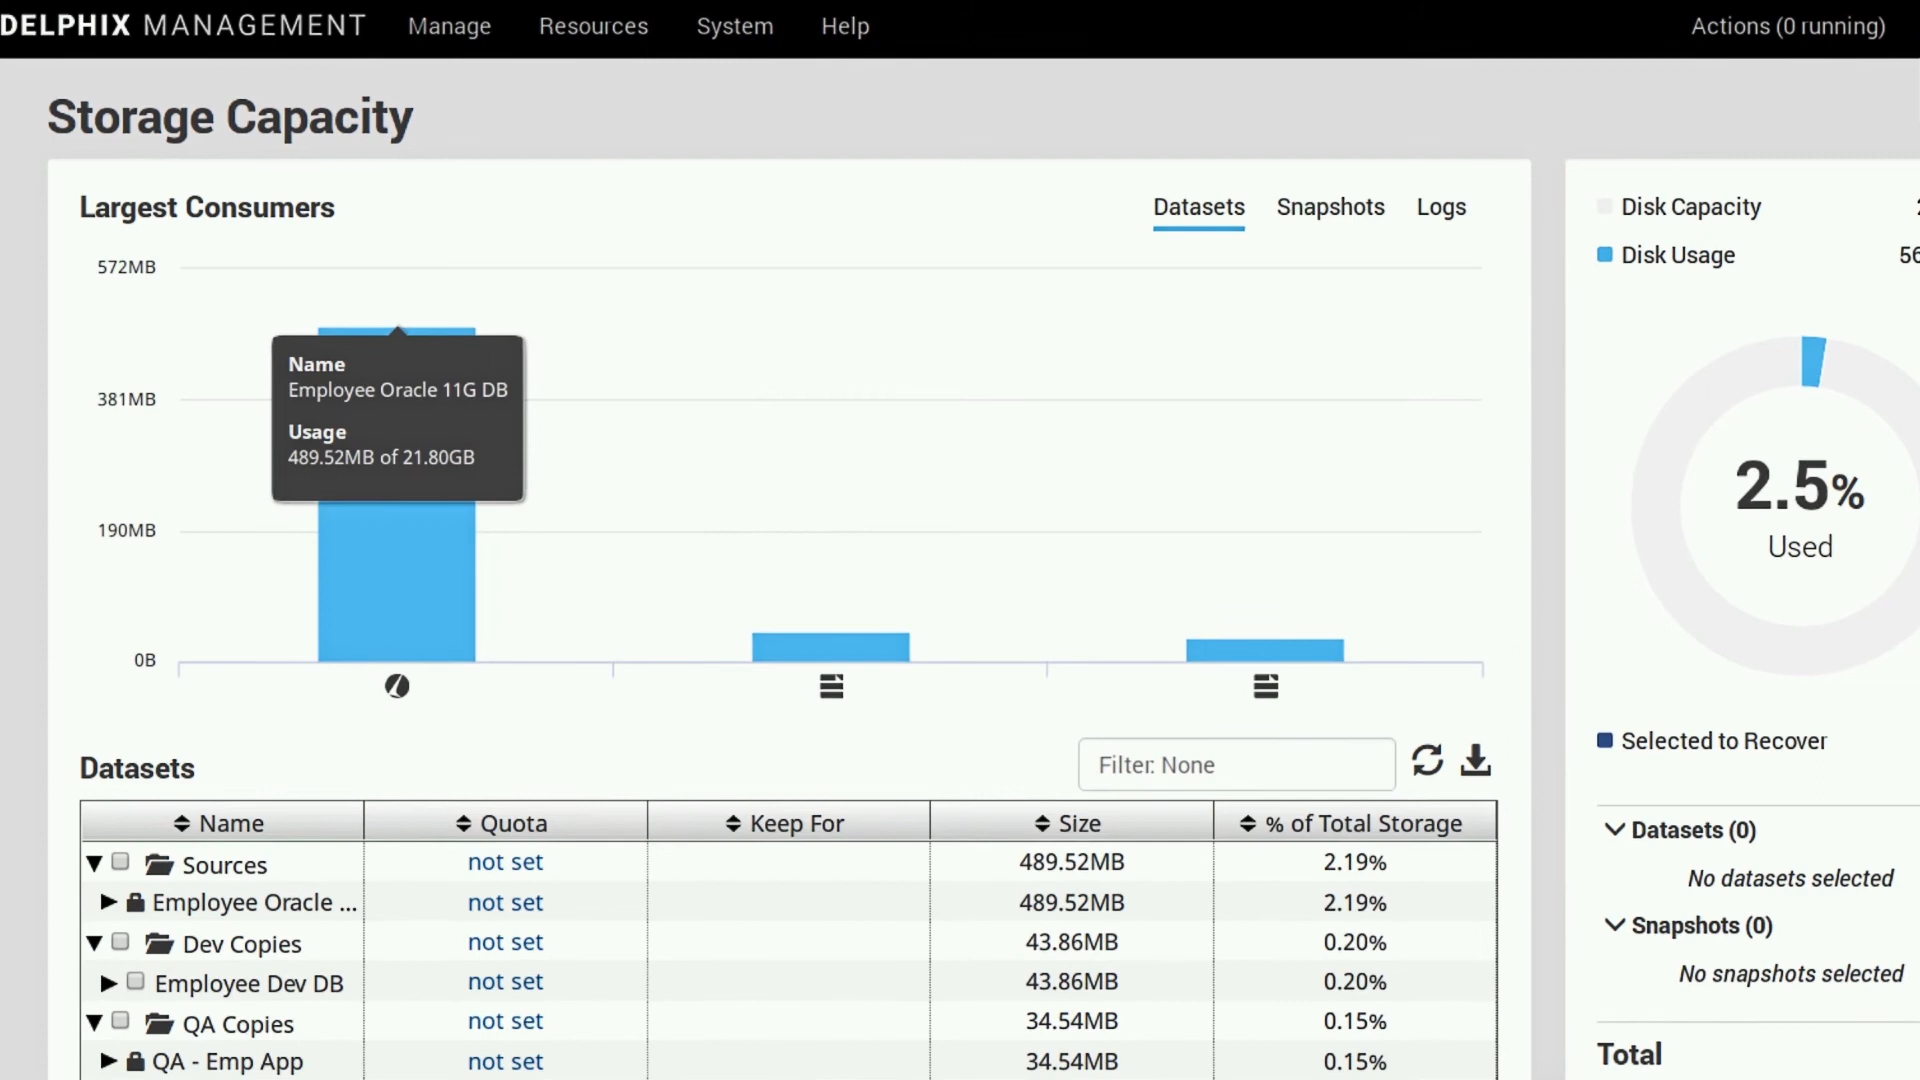 DELPHIX MANAGEMENT Manage Resources System Help Actions (0 running)
Storage Capacity
Largest Consumers
Datasets Snapshots Logs
572MB
381MB
190MB
0B
Name
Employee Oracle 11G DB
Usage
489.52MB of 21.80GB
Datasets
Filter: None
Name Quota Keep For Size % of Total Storage
Sources not set 489.52MB 2.19%
Employee Oracle ... not set 489.52MB 2.19%
Dev Copies not set 43.86MB 0.20%
Employee Dev DB not set 43.86MB 0.20%
QA Copies not set 34.54MB 0.15%
QA - Emp App not set 34.54MB 0.15%
Disk Capacity
Disk Usage 56
2.5%
Used
Selected to Recover
Datasets (0)
No datasets selected
Snapshots (0)
No snapshots selected
Total